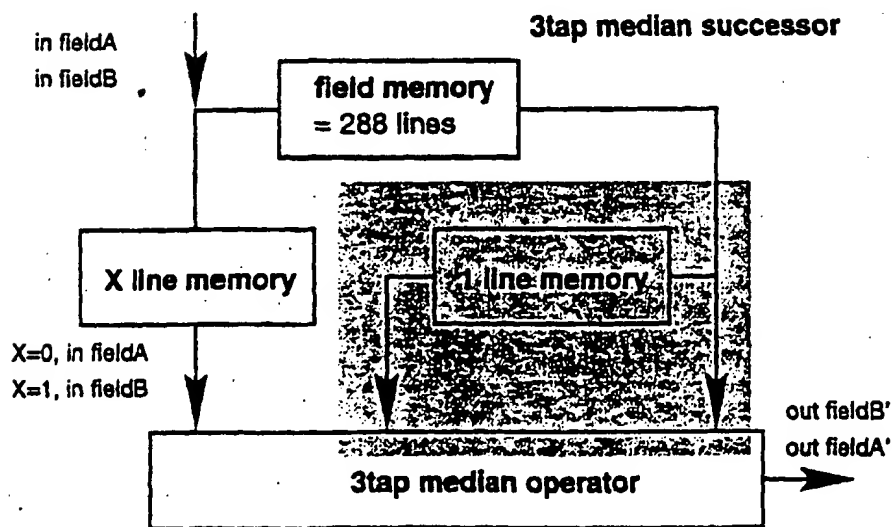 3tap median successor
in fieldA
in fieldB
field memory
= 288 lines
X line memory
1 line memory
X=0, in fieldA
X=1, in fieldB
out fieldB'
out fieldA'
3tap median operator